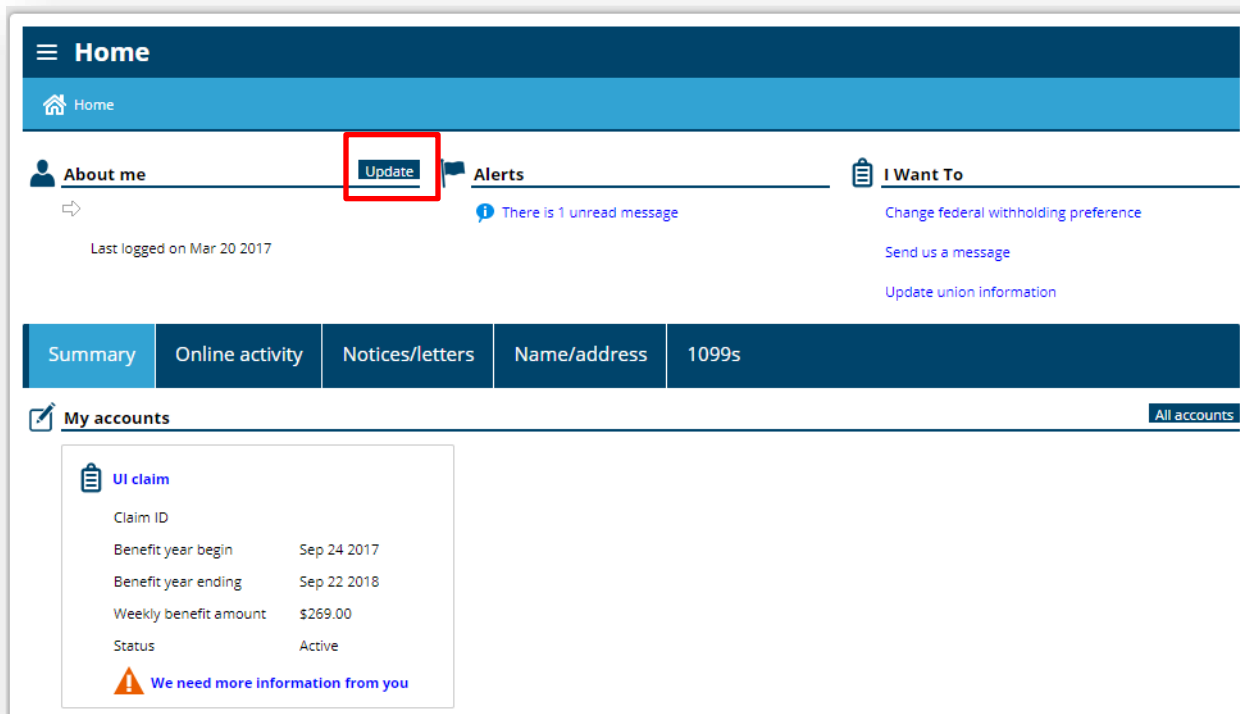 Home
Home
About me
Update
Last logged on Mar 20 2017
Alerts
There is 1 unread message
I Want To
Change federal withholding preference
Send us a message
Update union information
Summary Online activity Notices/letters Name/address 1099s
My accounts
All accounts
UI claim
Claim ID
Benefit year begin Sep 24 2017
Benefit year ending Sep 22 2018
Weekly benefit amount $269.00
Status Active
We need more information from you